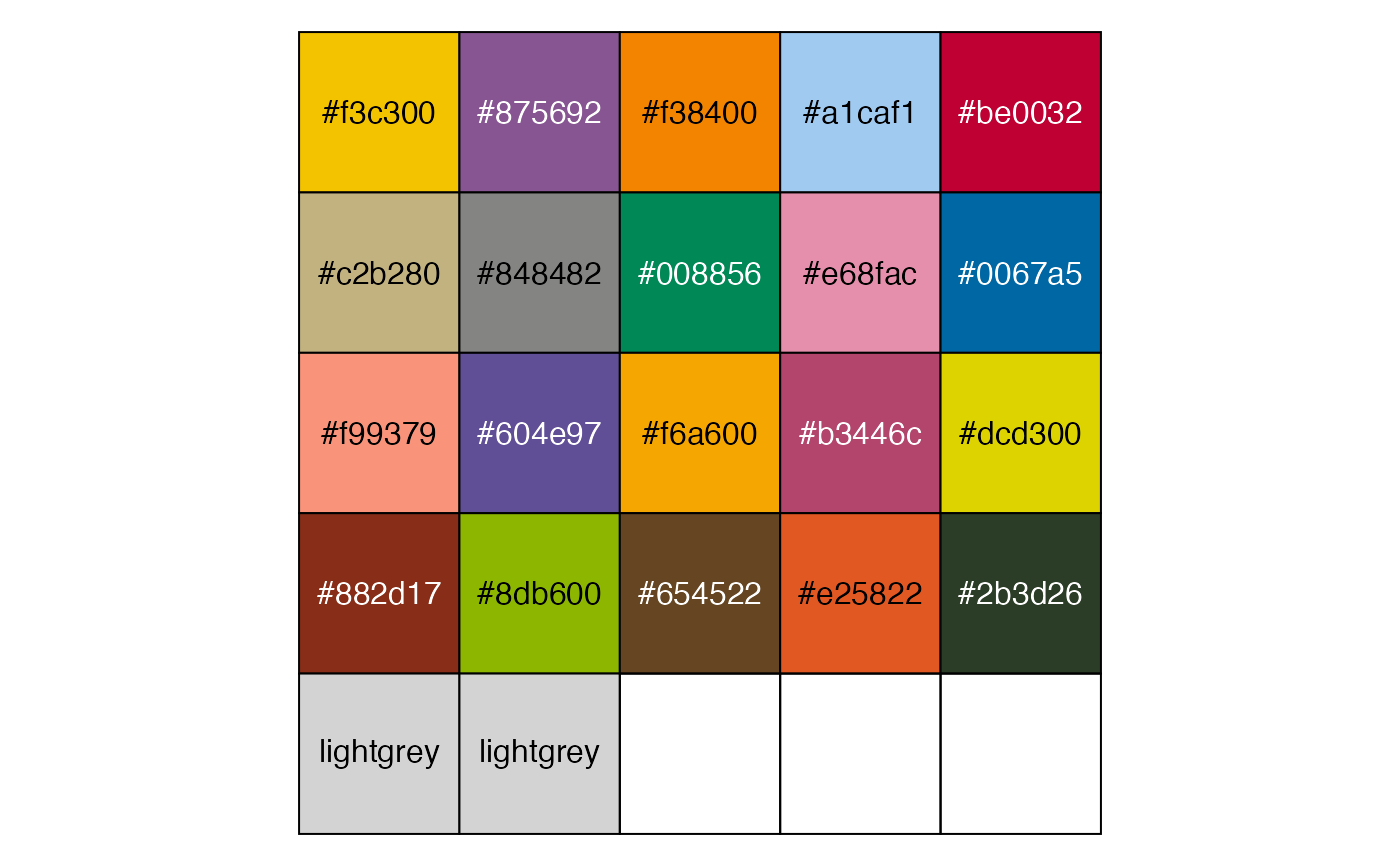 #f3c300 #875692 #f38400 #a1caf1 #be0032
#c2b280 #848482 #008856 #e68fac #0067a5
#f99379 #604e97 #f6a600 #b3446c #dcd300
#882d17 #8db600 #654522 #e25822 #2b3d26
lightgrey lightgrey